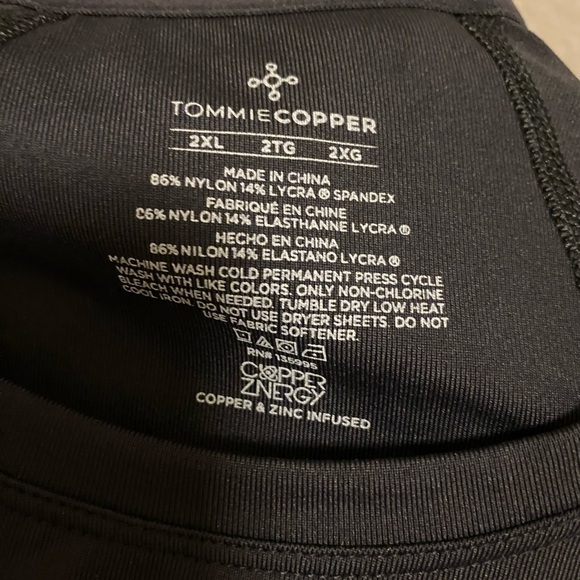 TOMMIECOPPER
2XL 2TG 2XG
MADE IN CHINA
86% NYLON 14% LYCRA ® SPANDEX
FABRIQUÉ EN CHINE
86% NYLON 14% ELASTHANNE LYCRA ®
HECHO EN CHINA
86% NILON 14% ELASTANO LYCRA ®
MACHINE WASH COLD PERMANENT PRESS CYCLE
WASH WITH LIKE COLORS. ONLY NON-CHLORINE
BLEACH WHEN NEEDED. TUMBLE DRY LOW HEAT.
COOL IRON. DO NOT USE DRYER SHEETS. DO NOT
USE FABRIC SOFTENER.
RN# 135995
COPPER
ZNERGY
COPPER & ZINC INFUSED